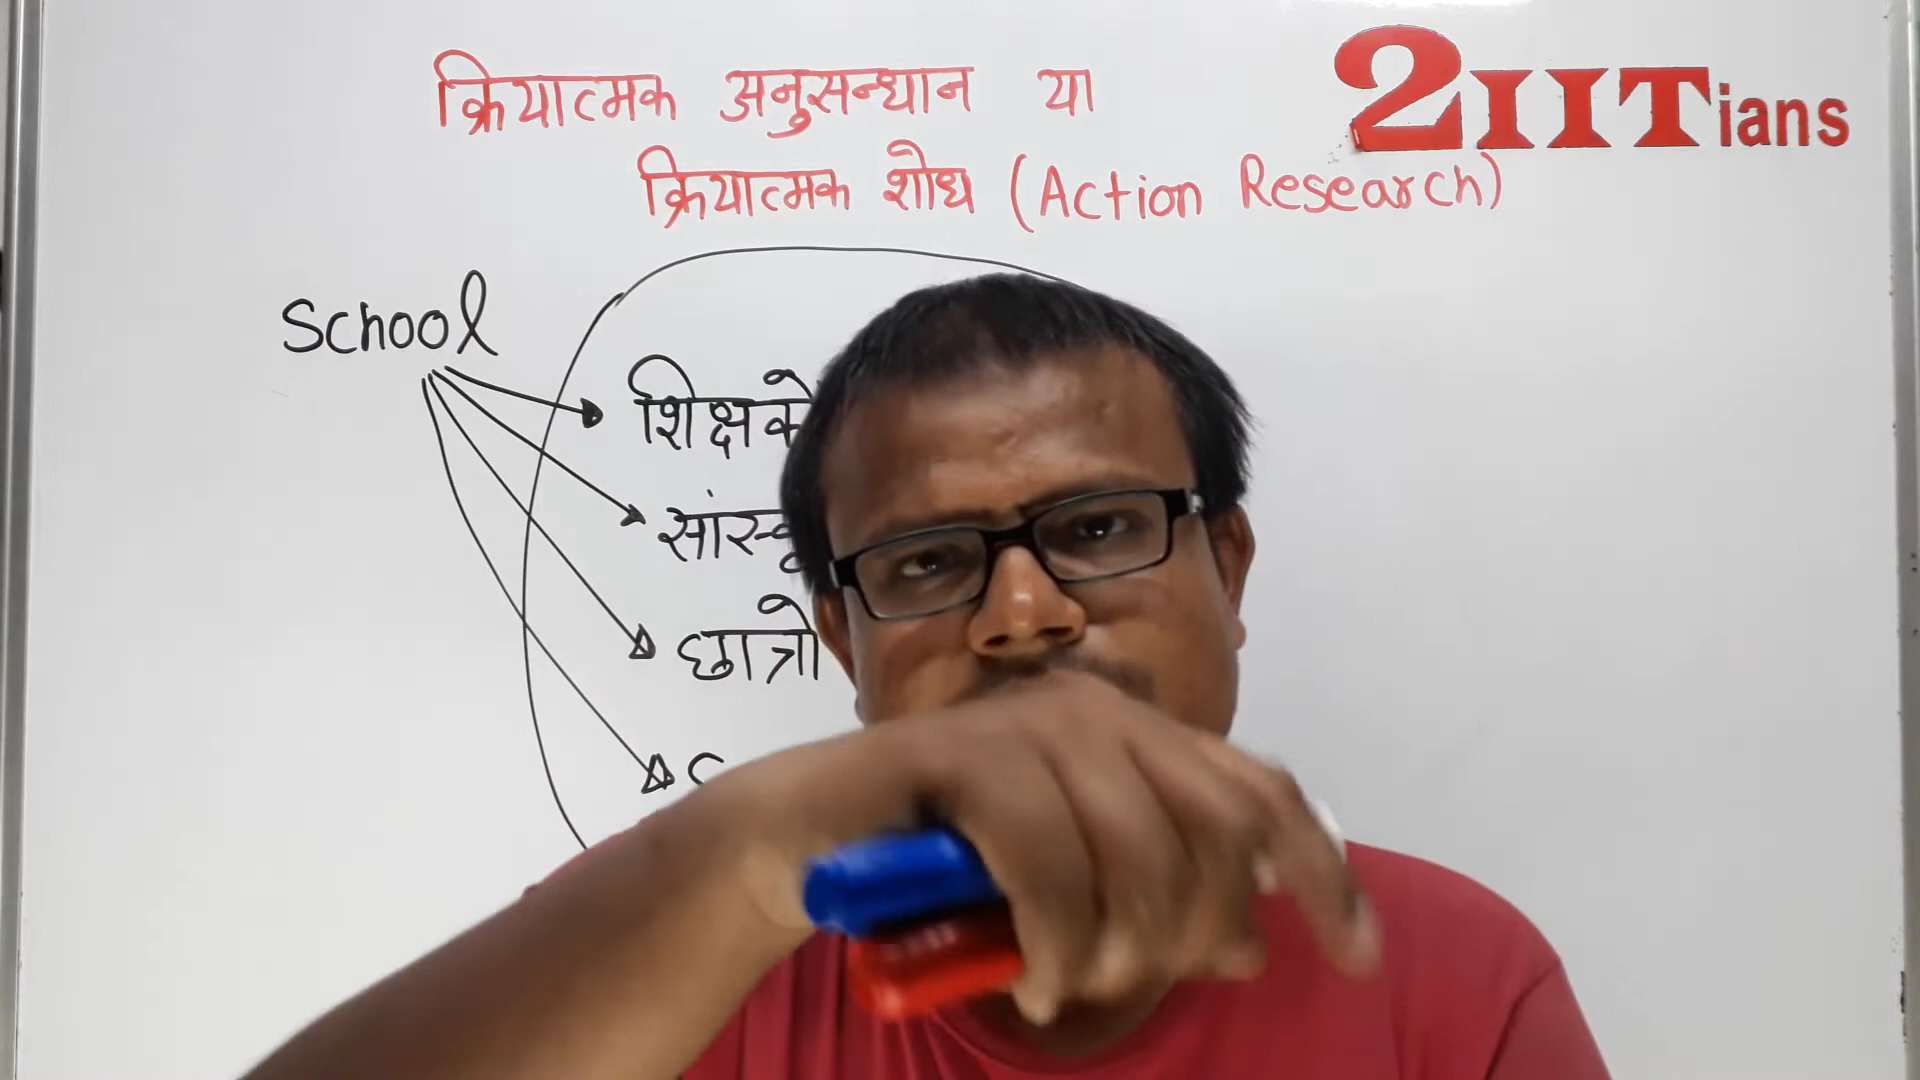 क्रियात्मक अनुसन्धान या
2IITians
क्रियात्मक शोध (Action Research)
School
छात्रो